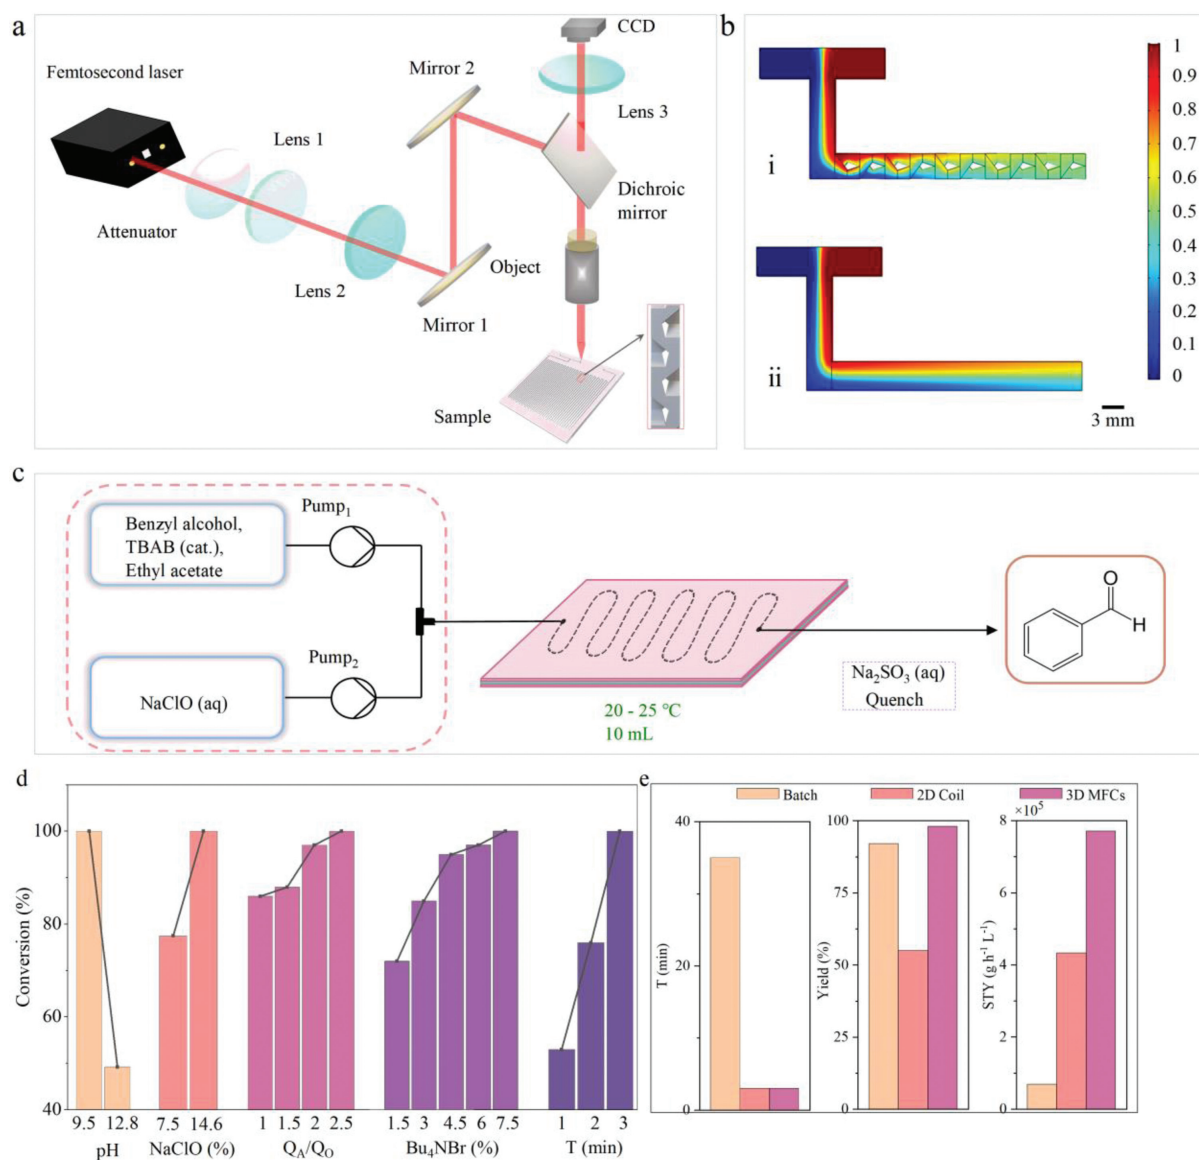 a
CCD
Femtosecond laser
Mirror 2
Lens 1
Lens 3
Dichroic
mirror
Attenuator
Object
Lens 2
Mirror 1
Sample
b
1
0.9
0.8
0.7
0.6
0.5
0.4
0.3
0.2
0.1
0
i
ii
3 mm
c
Pump₁
Benzyl alcohol,
TBAB (cat.),
Ethyl acetate
Pump₂
NaClO (aq)
20 - 25 ℃
10 mL
Na₂SO₃ (aq)
Quench
O
H
d
Conversion (%)
100
80
60
40
9.5 12.8 7.5 14.6 1 1.5 2 2.5 1.5 3 4.5 6 7.5 1 2 3
pH NaClO (%) Q_A/Q_O Bu₄NBr (%) T (min)
e
Batch 2D Coil 3D MFCs
T (min)
40
20
0
Yield (%)
100
75
50
25
0
STY (g h⁻¹ L⁻¹)
×10⁵
8
6
4
2
0